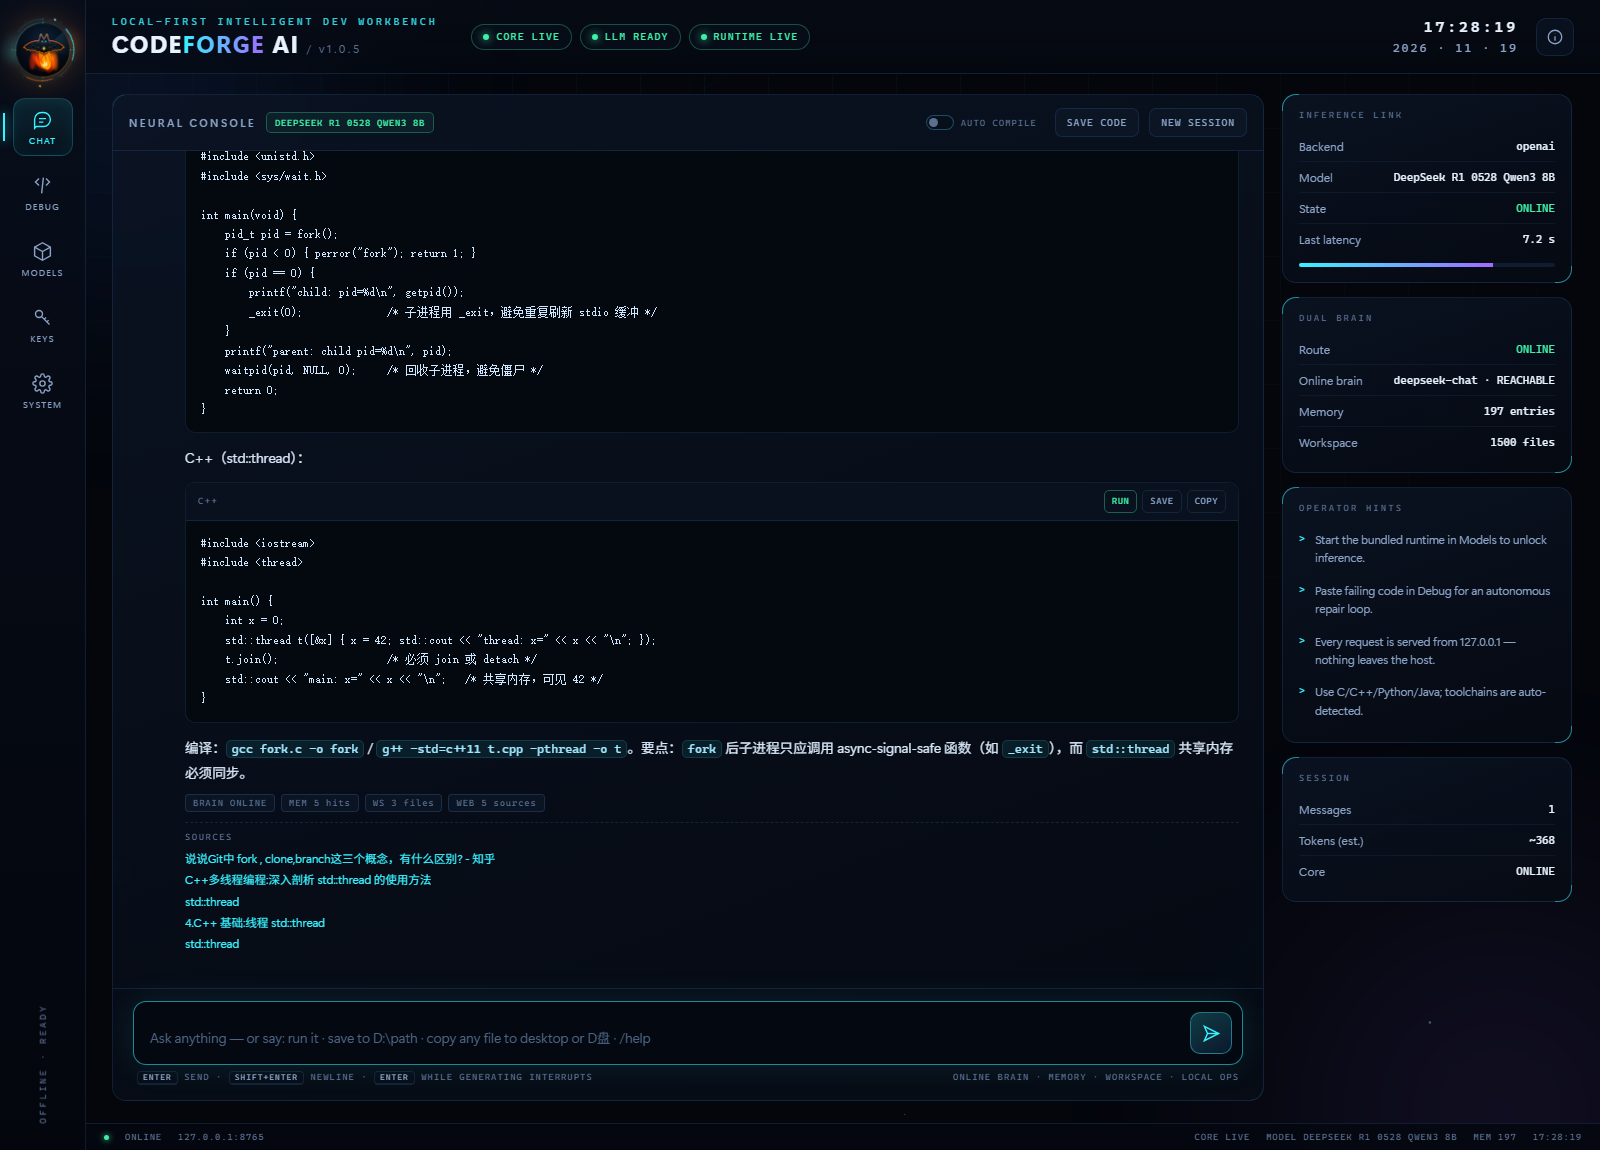 LOCAL-FIRST INTELLIGENT DEV WORKBENCH
CODEFORGE AI / v1.0.5
CORE LIVE
LLM READY
RUNTIME LIVE
17:28:19
2026 · 11 · 19
CHAT
DEBUG
MODELS
KEYS
SYSTEM
OFFLINE · READY
NEURAL CONSOLE
DEEPSEEK R1 0528 QWEN3 8B
AUTO COMPILE
SAVE CODE
NEW SESSION
#include <unistd.h>
#include <sys/wait.h>
int main(void) {
pid_t pid = fork();
if (pid < 0) { perror("fork"); return 1; }
if (pid == 0) {
printf("child: pid=%d\n", getpid());
_exit(0); /* 子进程用 _exit，避免重复刷新 stdio 缓冲 */
}
printf("parent: child pid=%d\n", pid);
waitpid(pid, NULL, 0); /* 回收子进程，避免僵尸 */
return 0;
}
C++（std::thread）：
C++
RUN
SAVE
COPY
#include <iostream>
#include <thread>
int main() {
int x = 0;
std::thread t([&x] { x = 42; std::cout << "thread: x=" << x << "\n"; });
t.join(); /* 必须 join 或 detach */
std::cout << "main: x=" << x << "\n"; /* 共享内存，可见 42 */
}
编译： gcc fork.c -o fork / g++ -std=c++11 t.cpp -pthread -o t 。要点： fork 后子进程只应调用 async-signal-safe 函数（如 _exit ），而 std::thread 共享内存
必须同步。
BRAIN ONLINE
MEM 5 hits
WS 3 files
WEB 5 sources
SOURCES
说说Git中 fork , clone,branch这三个概念，有什么区别? - 知乎
C++多线程编程:深入剖析 std::thread 的使用方法
std::thread
4.C++ 基础:线程 std::thread
std::thread
Ask anything — or say: run it · save to D:\path · copy any file to desktop or D盘 · /help
ENTER SEND · SHIFT+ENTER NEWLINE · ENTER WHILE GENERATING INTERRUPTS
ONLINE BRAIN · MEMORY · WORKSPACE · LOCAL OPS
INFERENCE LINK
Backend openai
Model DeepSeek R1 0528 Qwen3 8B
State ONLINE
Last latency 7.2 s
DUAL BRAIN
Route ONLINE
Online brain deepseek-chat · REACHABLE
Memory 197 entries
Workspace 1500 files
OPERATOR HINTS
> Start the bundled runtime in Models to unlock
inference.
> Paste failing code in Debug for an autonomous
repair loop.
> Every request is served from 127.0.0.1 —
nothing leaves the host.
> Use C/C++/Python/Java; toolchains are auto-
detected.
SESSION
Messages 1
Tokens (est.) ~368
Core ONLINE
ONLINE 127.0.0.1:8765
CORE LIVE MODEL DEEPSEEK R1 0528 QWEN3 8B MEM 197 17:28:19